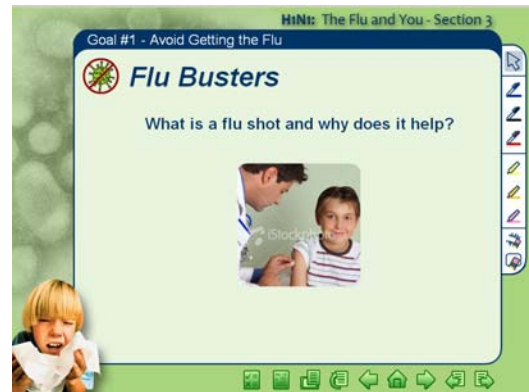 H1N1: The Flu and You - Section 3
Goal #1 - Avoid Getting the Flu
Flu Busters
What is a flu shot and why does it help?
iStockphoto